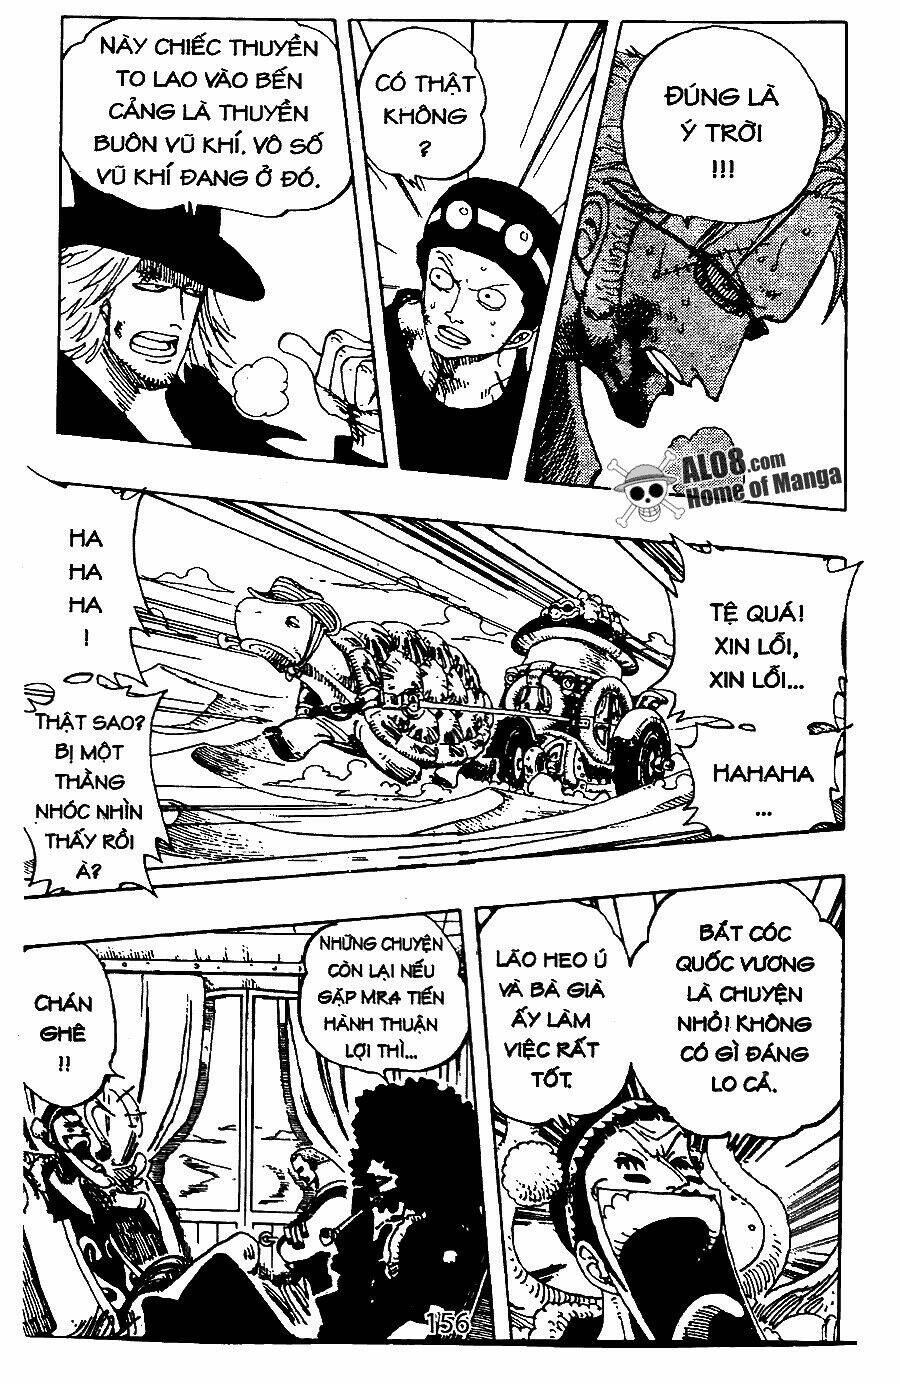 ĐÚNG LÀ
Ý TRỜI
!!!
CÓ THẬT
KHÔNG
?
NÀY CHIẾC THUYỀN
TO LAO VÀO BẾN
CẢNG LÀ THUYỀN
BUÔN VŨ KHÍ. VÔ SỐ
VŨ KHÍ ĐANG Ở ĐÓ.
AL08.com
Home of Manga
TỆ QUÁ!
XIN LỖI,
XIN LỖI...
HAHAHA
...
HA
HA
HA
!
THẬT SAO?
BỊ MỘT
THẰNG
NHÓC NHÌN
THẤY RỒI
À?
BẮT CÓC
QUỐC VƯƠNG
LÀ CHUYỆN
NHỎ! KHÔNG
CÓ GÌ ĐÁNG
LO CẢ.
LÃO HEO Ú
VÀ BÀ GIÀ
ẤY LÀM
VIỆC RẤT
TỐT.
NHỮNG CHUYỆN
CÒN LẠI NẾU
GẶP MR4 TIẾN
HÀNH THUẬN
LỢI THÌ...
CHÁN
GHÊ
!!
156